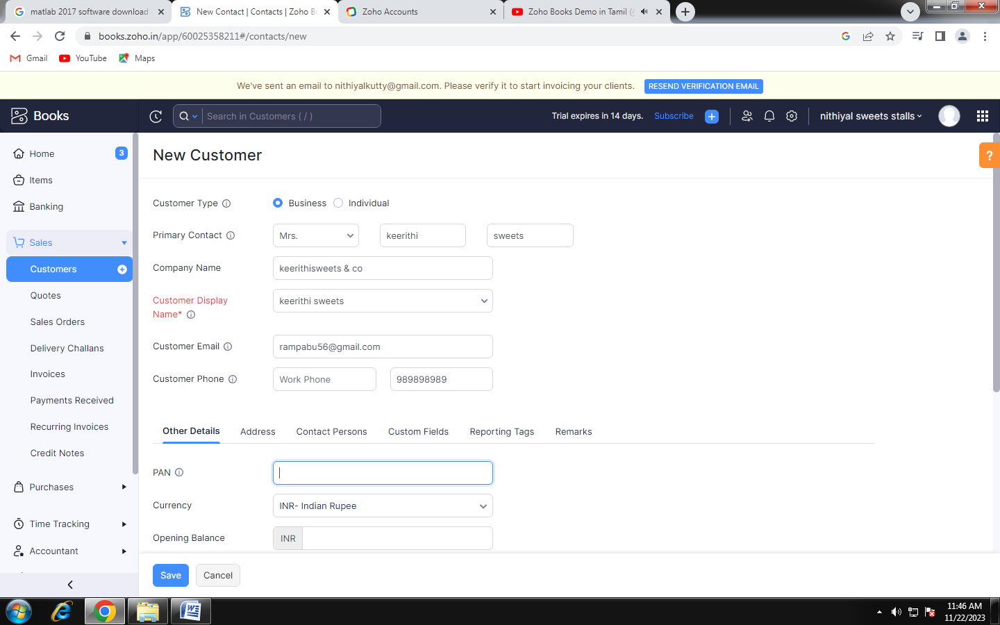 matlab 2017 software download
New Contact | Contacts | Zoho Bo
Zoho Accounts
Zoho Books Demo in Tamil (
books.zoho.in/app/60025358211#/contacts/new
Gmail
YouTube
Maps
We've sent an email to nithiyalkutty@gmail.com. Please verify it to start invoicing your clients.
RESEND VERIFICATION EMAIL
Books
Search in Customers ( / )
Trial expires in 14 days.
Subscribe
nithiyal sweets stalls
Home
3
Items
Banking
Sales
Customers
Quotes
Sales Orders
Delivery Challans
Invoices
Payments Received
Recurring Invoices
Credit Notes
Purchases
Time Tracking
Accountant
New Customer
?
Customer Type
Business
Individual
Primary Contact
Mrs.
keerithi
sweets
Company Name
keerithisweets & co
Customer Display
Name*
keerithi sweets
Customer Email
rampabu56@gmail.com
Customer Phone
Work Phone
989898989
Other Details
Address
Contact Persons
Custom Fields
Reporting Tags
Remarks
PAN
Currency
INR- Indian Rupee
Opening Balance
INR
Save
Cancel
11:46 AM
11/22/2023